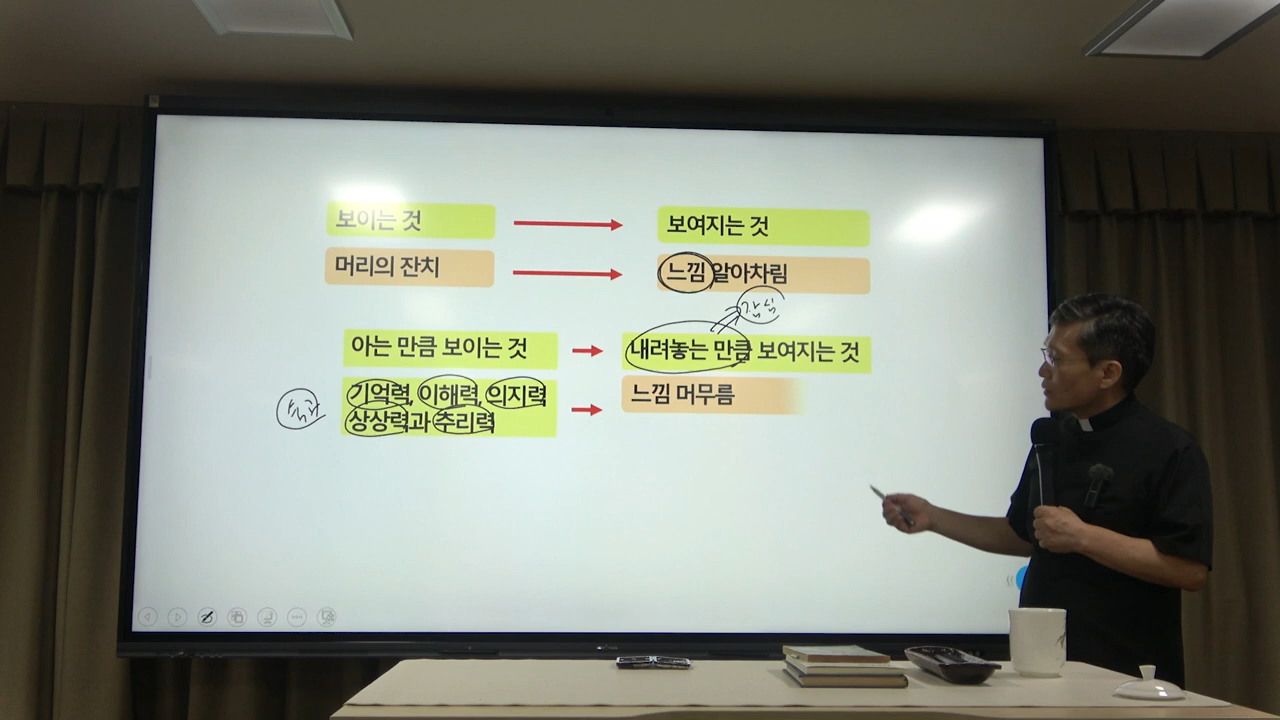 보이는 것
보여지는 것
머리의 잔치
느낌 알아차림
아는 만큼 보이는 것
내려놓는 만큼 보여지는 것
기억력, 이해력, 의지력
상상력과 추리력
느낌 머무름